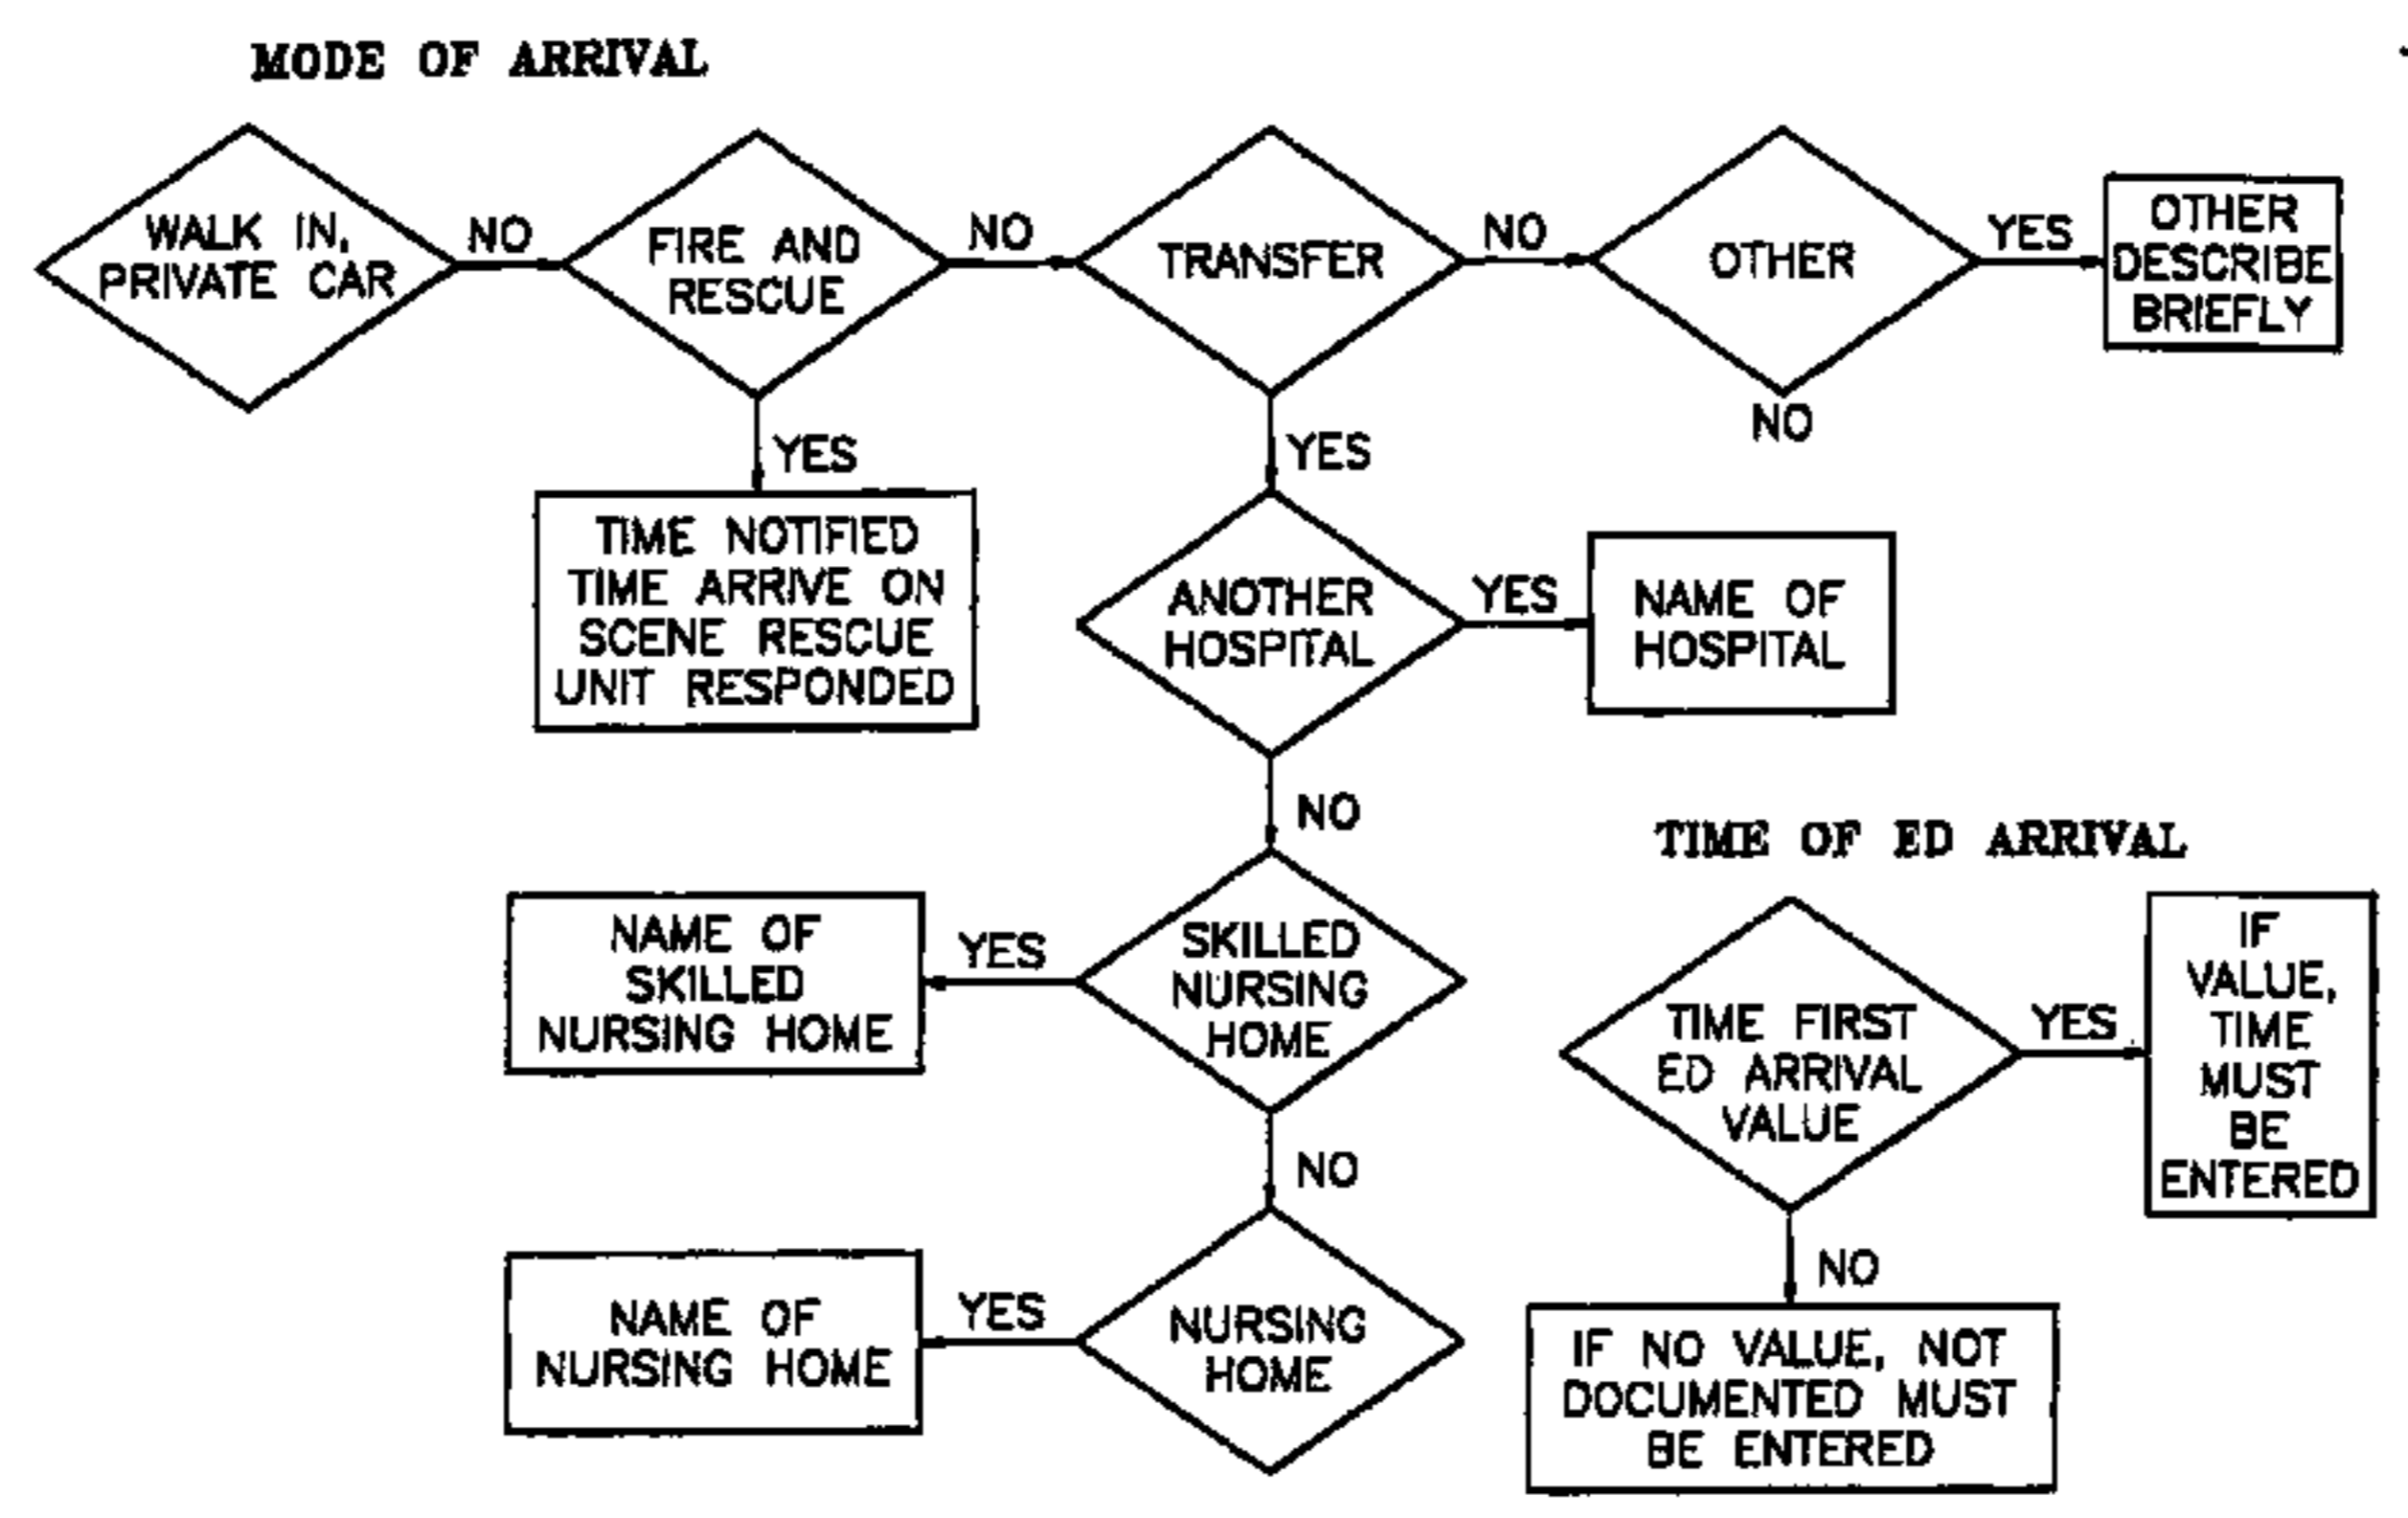 MODE OF ARRIVAL
WALK IN,
PRIVATE CAR
NO
FIRE AND
RESCUE
NO
TRANSFER
NO
OTHER
YES
OTHER
DESCRIBE
BRIEFLY
YES
TIME NOTIFIED
TIME ARRIVE ON
SCENE RESCUE
UNIT RESPONDED
YES
NO
ANOTHER
HOSPITAL
YES
NAME OF
HOSPITAL
NO
SKILLED
NURSING
HOME
YES
NAME OF
SKILLED
NURSING HOME
NO
NURSING
HOME
YES
NAME OF
NURSING HOME
TIME OF ED ARRIVAL
TIME FIRST
ED ARRIVAL
VALUE
YES
IF
VALUE,
TIME
MUST
BE
ENTERED
NO
IF NO VALUE, NOT
DOCUMENTED MUST
BE ENTERED